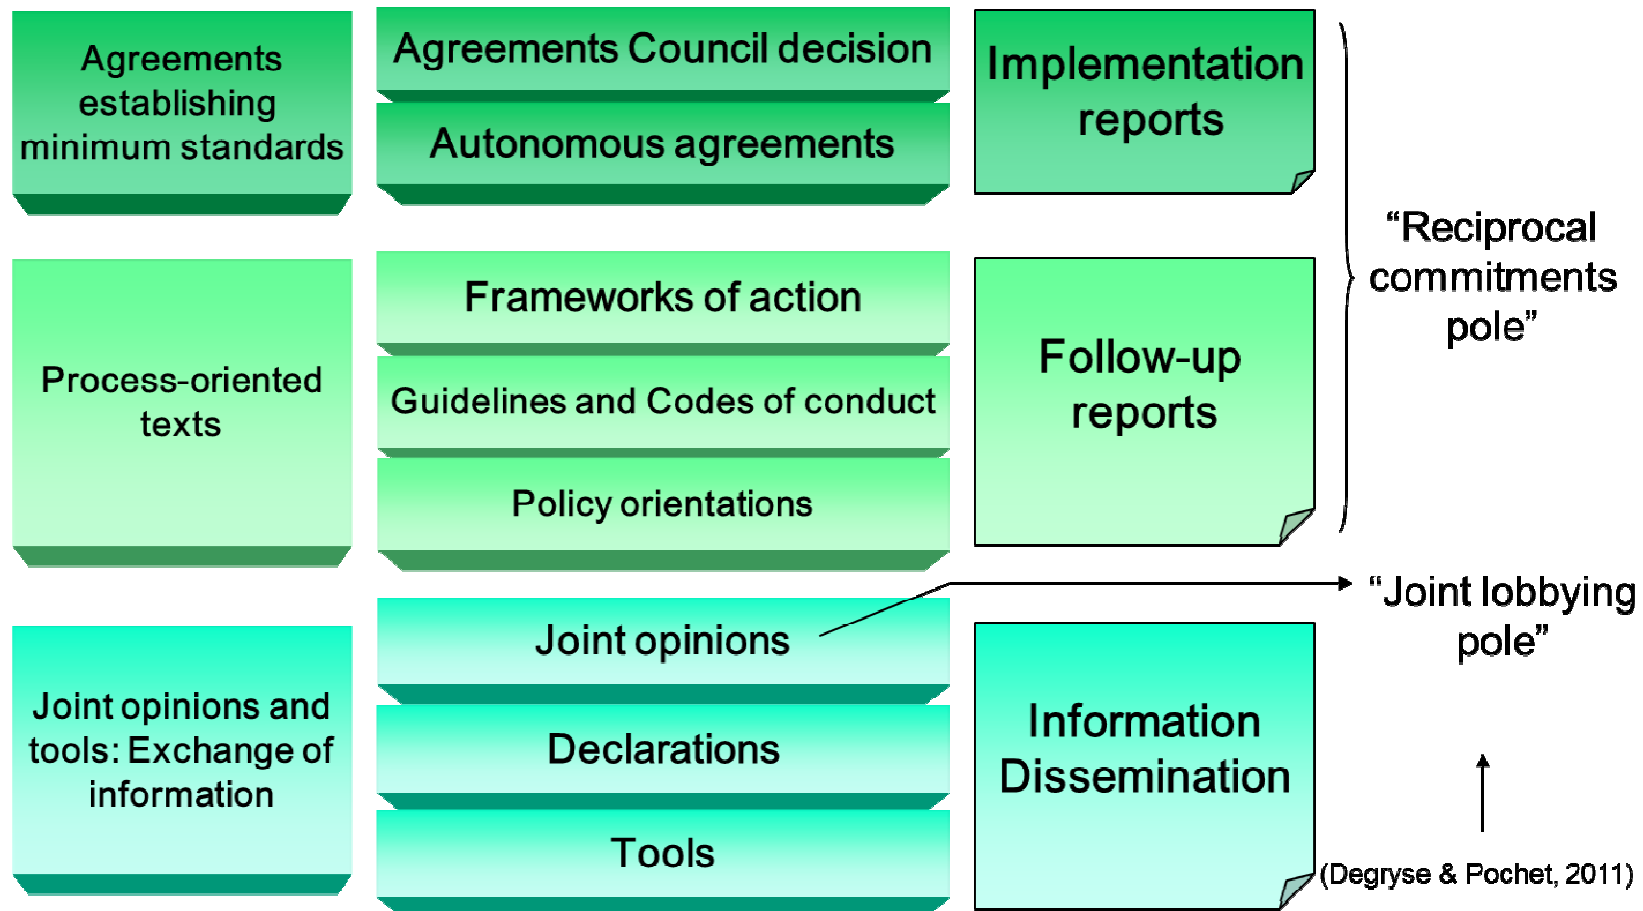 Agreements
establishing
minimum standards
Agreements Council decision
Autonomous agreements
Implementation
reports
“Reciprocal
commitments
pole”
Process-oriented
texts
Frameworks of action
Guidelines and Codes of conduct
Policy orientations
Follow-up
reports
Joint opinions and
tools: Exchange of
information
Joint opinions
Declarations
Tools
Information
Dissemination
“Joint lobbying
pole”
(Degryse & Pochet, 2011)